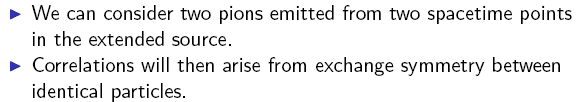 We can consider two pions emitted from two spacetime points
in the extended source.
Correlations will then arise from exchange symmetry between
identical particles.